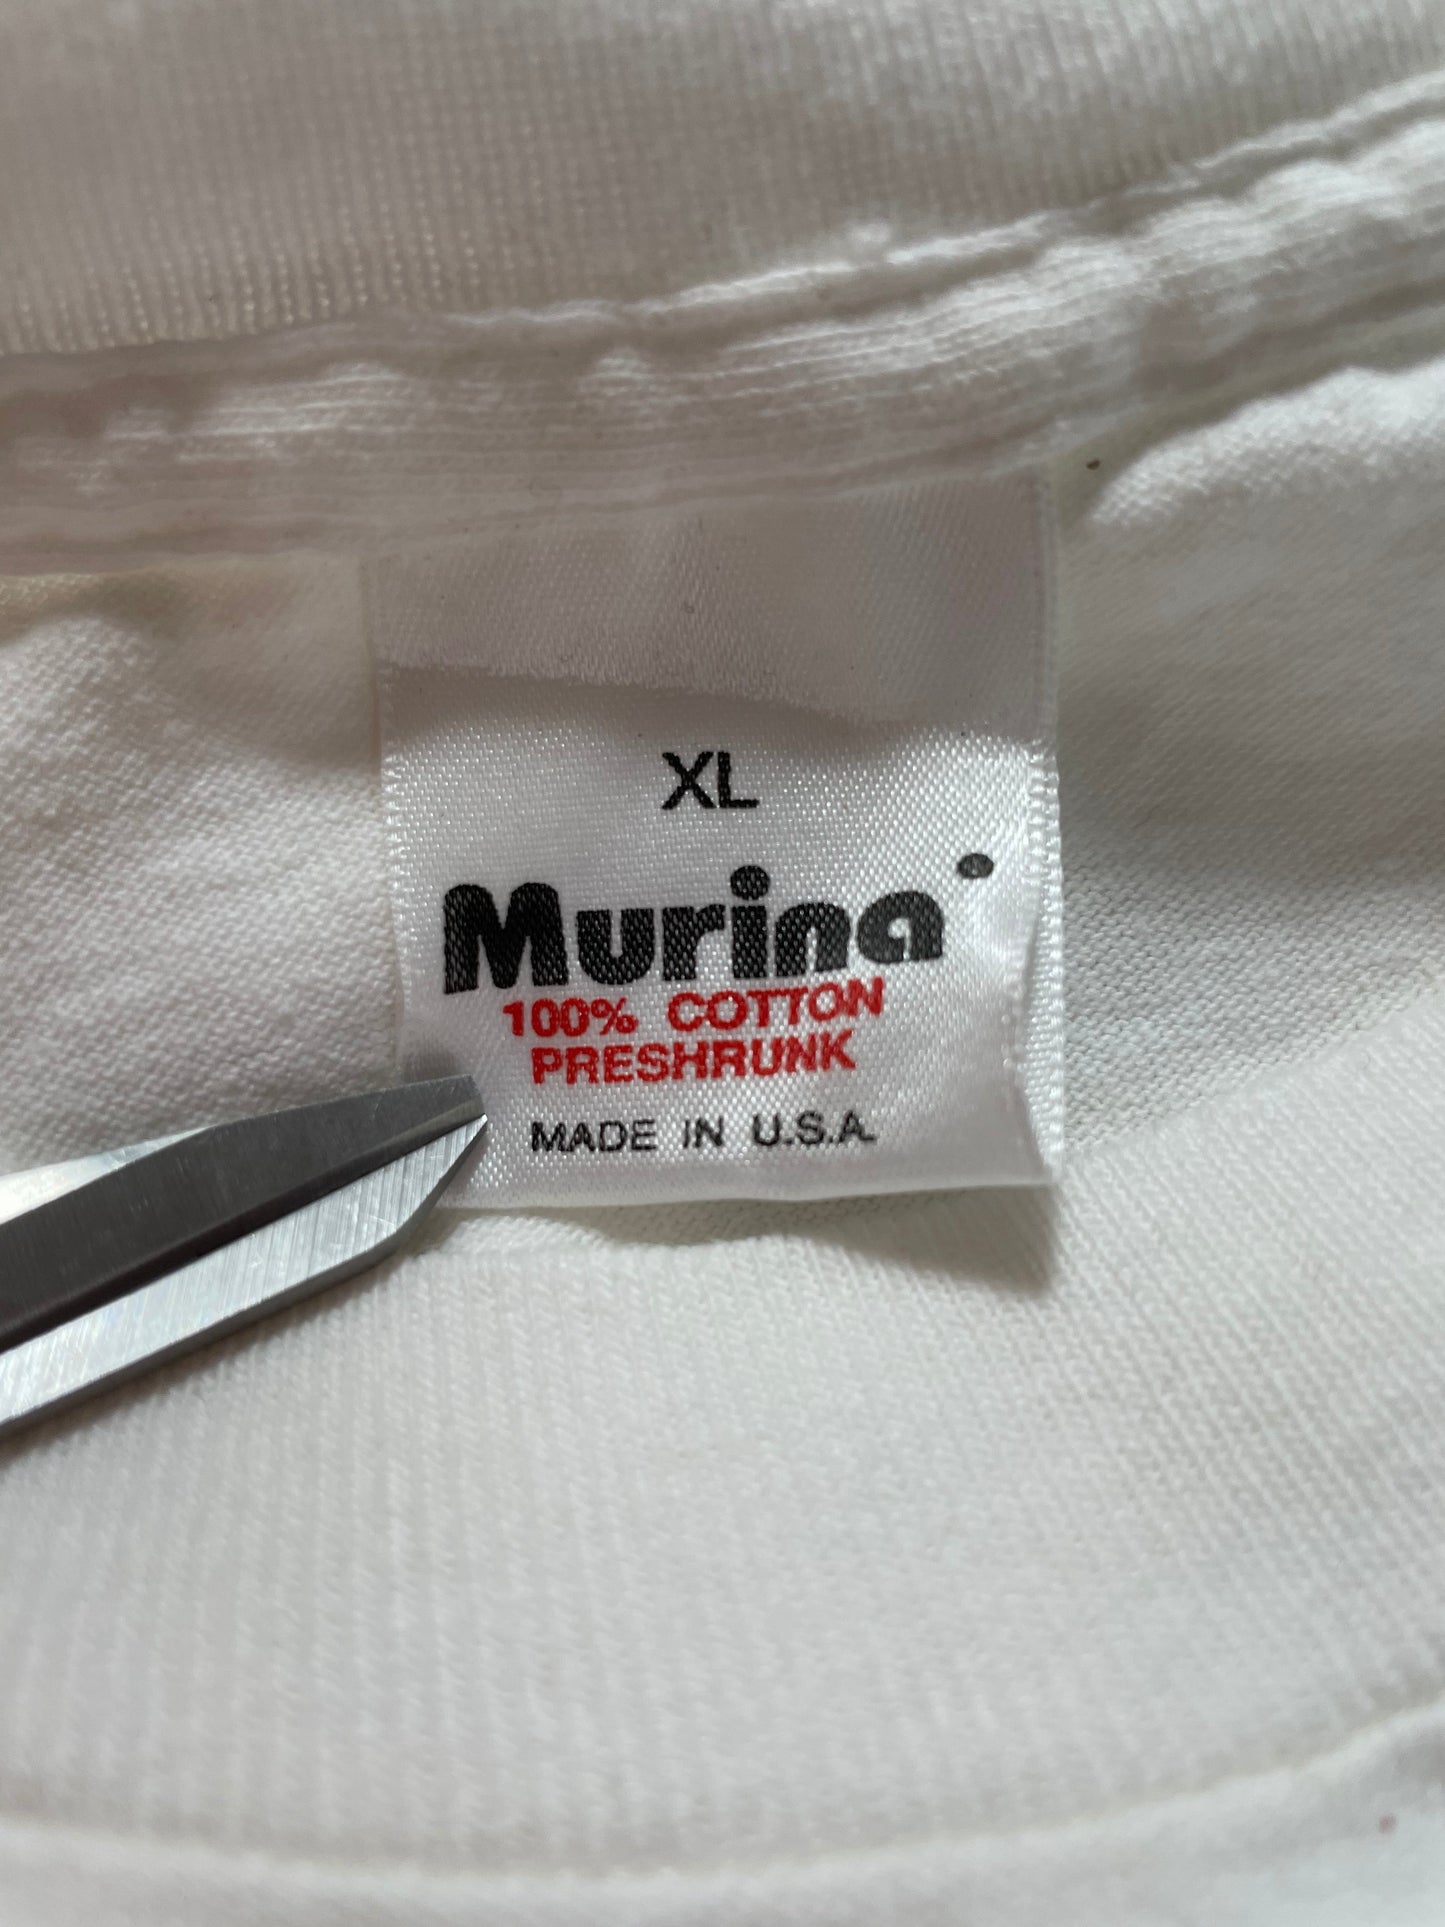 XL
Murina
100% COTTON
PRESHRUNK
MADE IN U.S.A.